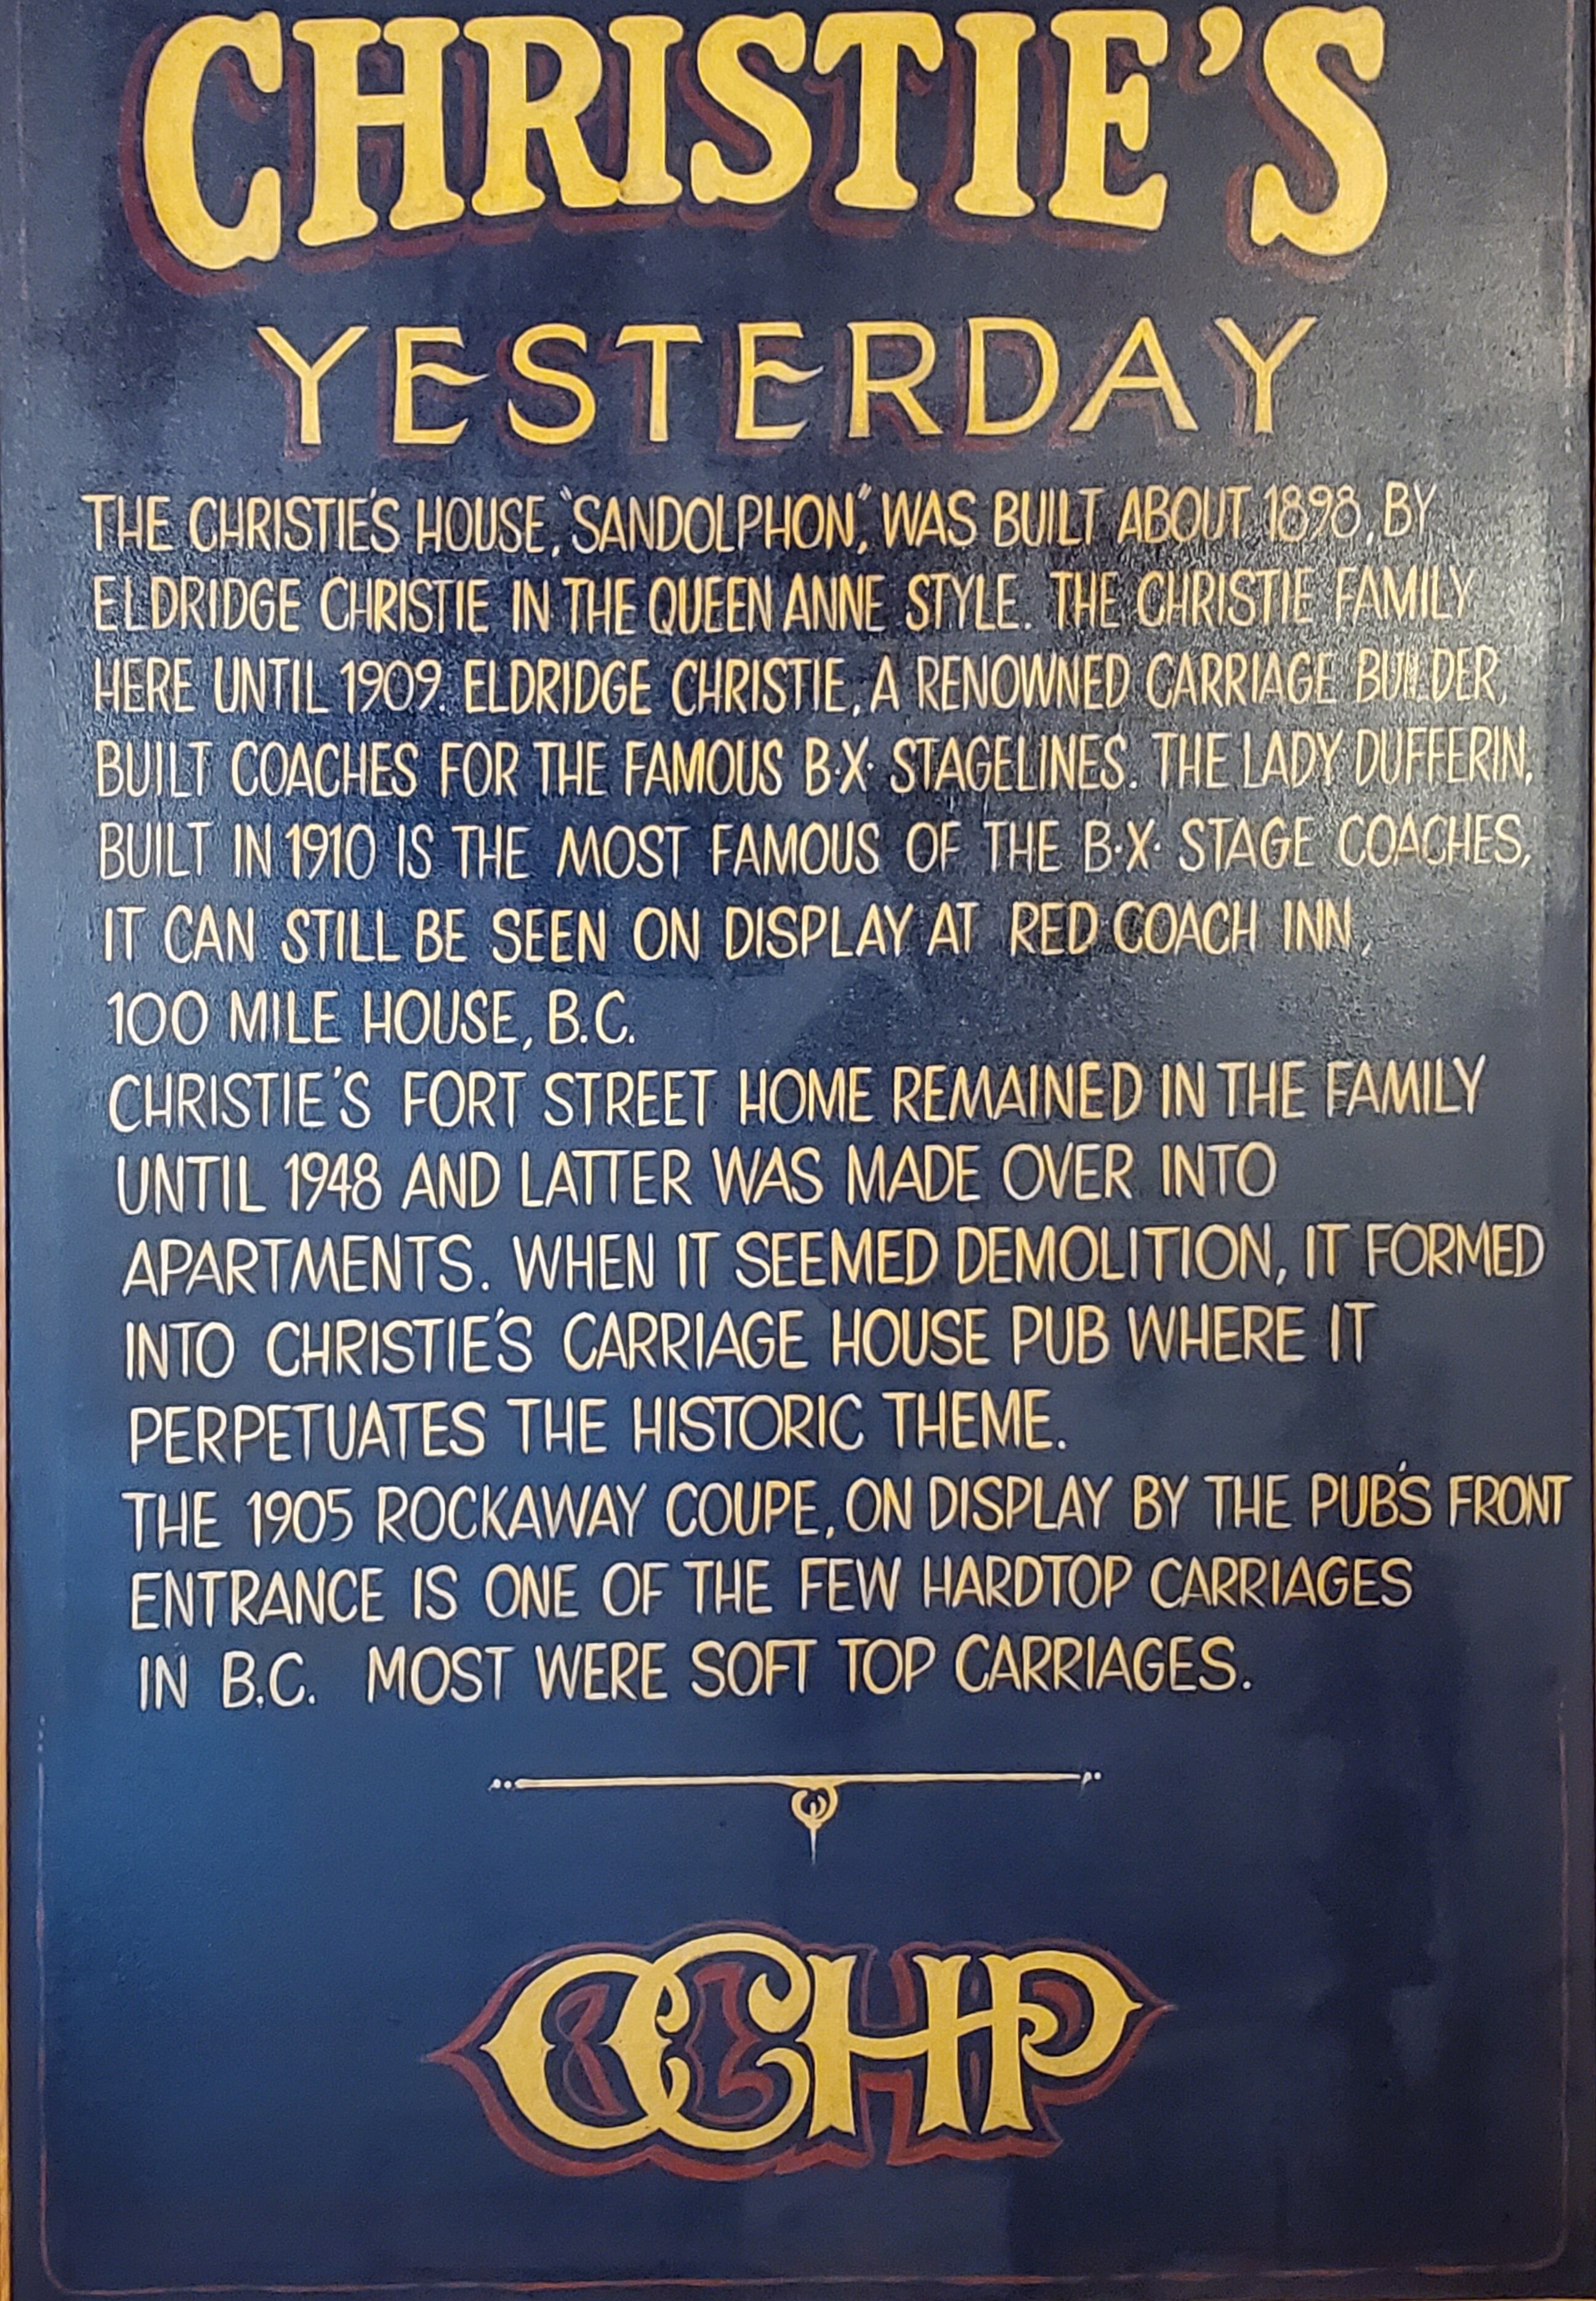 CHRISTIE'S
YESTERDAY
THE CHRISTIE'S HOUSE, "SANDOLPHON," WAS BUILT ABOUT 1898, BY
ELDRIDGE CHRISTIE IN THE QUEEN ANNE STYLE. THE CHRISTIE FAMILY
HERE UNTIL 1909. ELDRIDGE CHRISTIE, A RENOWNED CARRIAGE BUILDER,
BUILT COACHES FOR THE FAMOUS B·X· STAGELINES. THE LADY DUFFERIN,
BUILT IN 1910 IS THE MOST FAMOUS OF THE B·X· STAGE COACHES,
IT CAN STILL BE SEEN ON DISPLAY AT RED COACH INN,
100 MILE HOUSE, B.C.
CHRISTIE'S FORT STREET HOME REMAINED IN THE FAMILY
UNTIL 1948 AND LATTER WAS MADE OVER INTO
APARTMENTS. WHEN IT SEEMED DEMOLITION, IT FORMED
INTO CHRISTIE'S CARRIAGE HOUSE PUB WHERE IT
PERPETUATES THE HISTORIC THEME.
THE 1905 ROCKAWAY COUPE, ON DISPLAY BY THE PUB'S FRONT
ENTRANCE IS ONE OF THE FEW HARDTOP CARRIAGES
IN B.C. MOST WERE SOFT TOP CARRIAGES.
CCHP